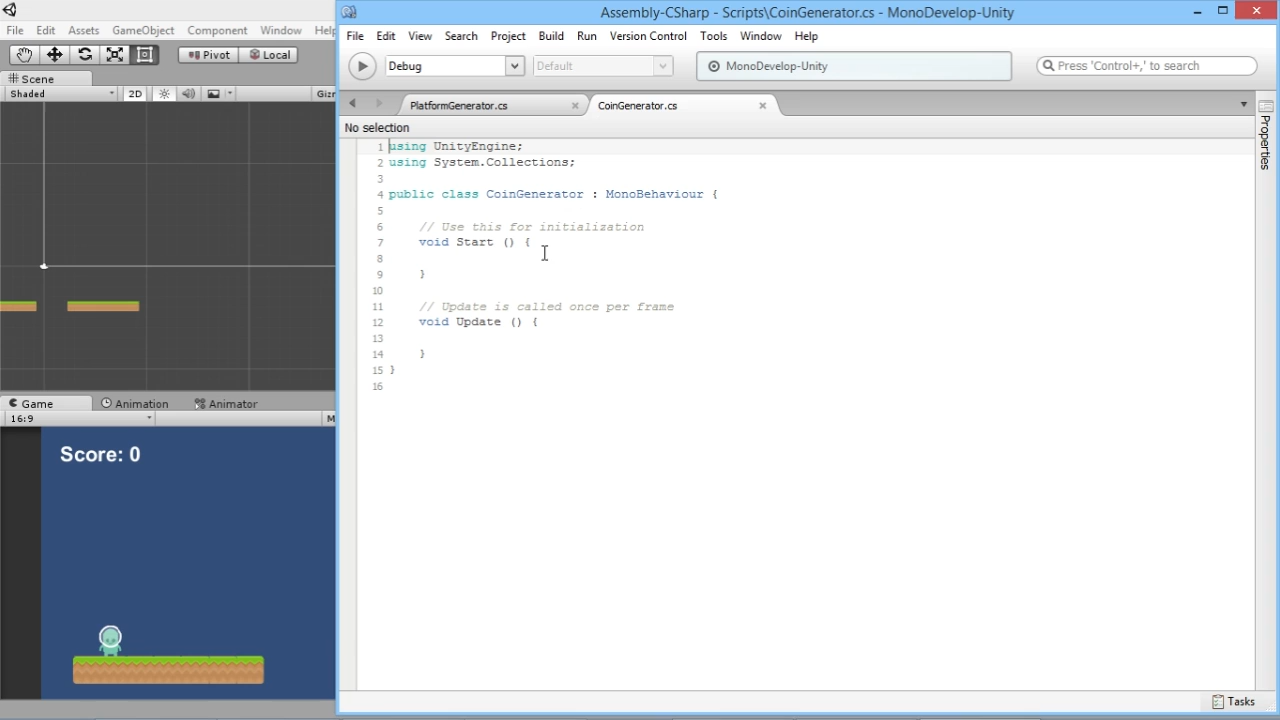 Assembly-CSharp - Scripts\CoinGenerator.cs - MonoDevelop-Unity
File Edit Assets GameObject Component Window Help
File Edit View Search Project Build Run Version Control Tools Window Help
Pivot Local
Debug
Default
MonoDevelop-Unity
Press 'Control+,' to search
Scene
Shaded 2D
PlatformGenerator.cs
CoinGenerator.cs
No selection
Properties
1 using UnityEngine;
2 using System.Collections;
3
4 public class CoinGenerator : MonoBehaviour {
5
6 // Use this for initialization
7 void Start () {
8
9 }
10
11 // Update is called once per frame
12 void Update () {
13
14 }
15 }
16
Game Animation Animator
16:9
Score: 0
Tasks